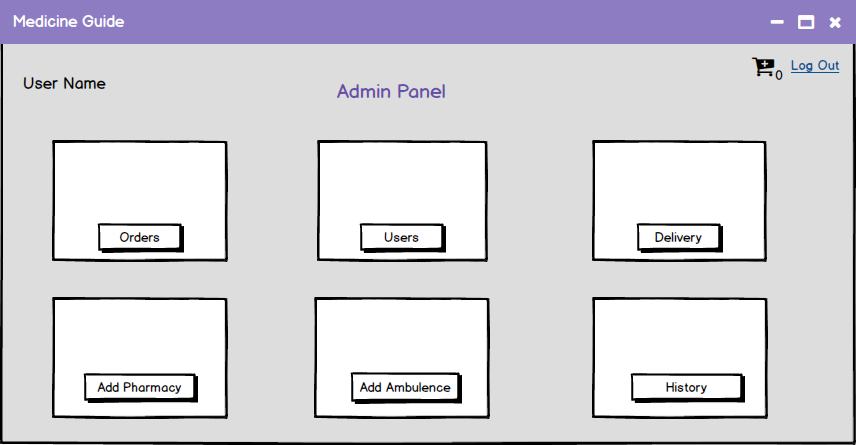 Medicine Guide
0
Log Out
User Name
Admin Panel
Orders
Users
Delivery
Add Pharmacy
Add Ambulence
History